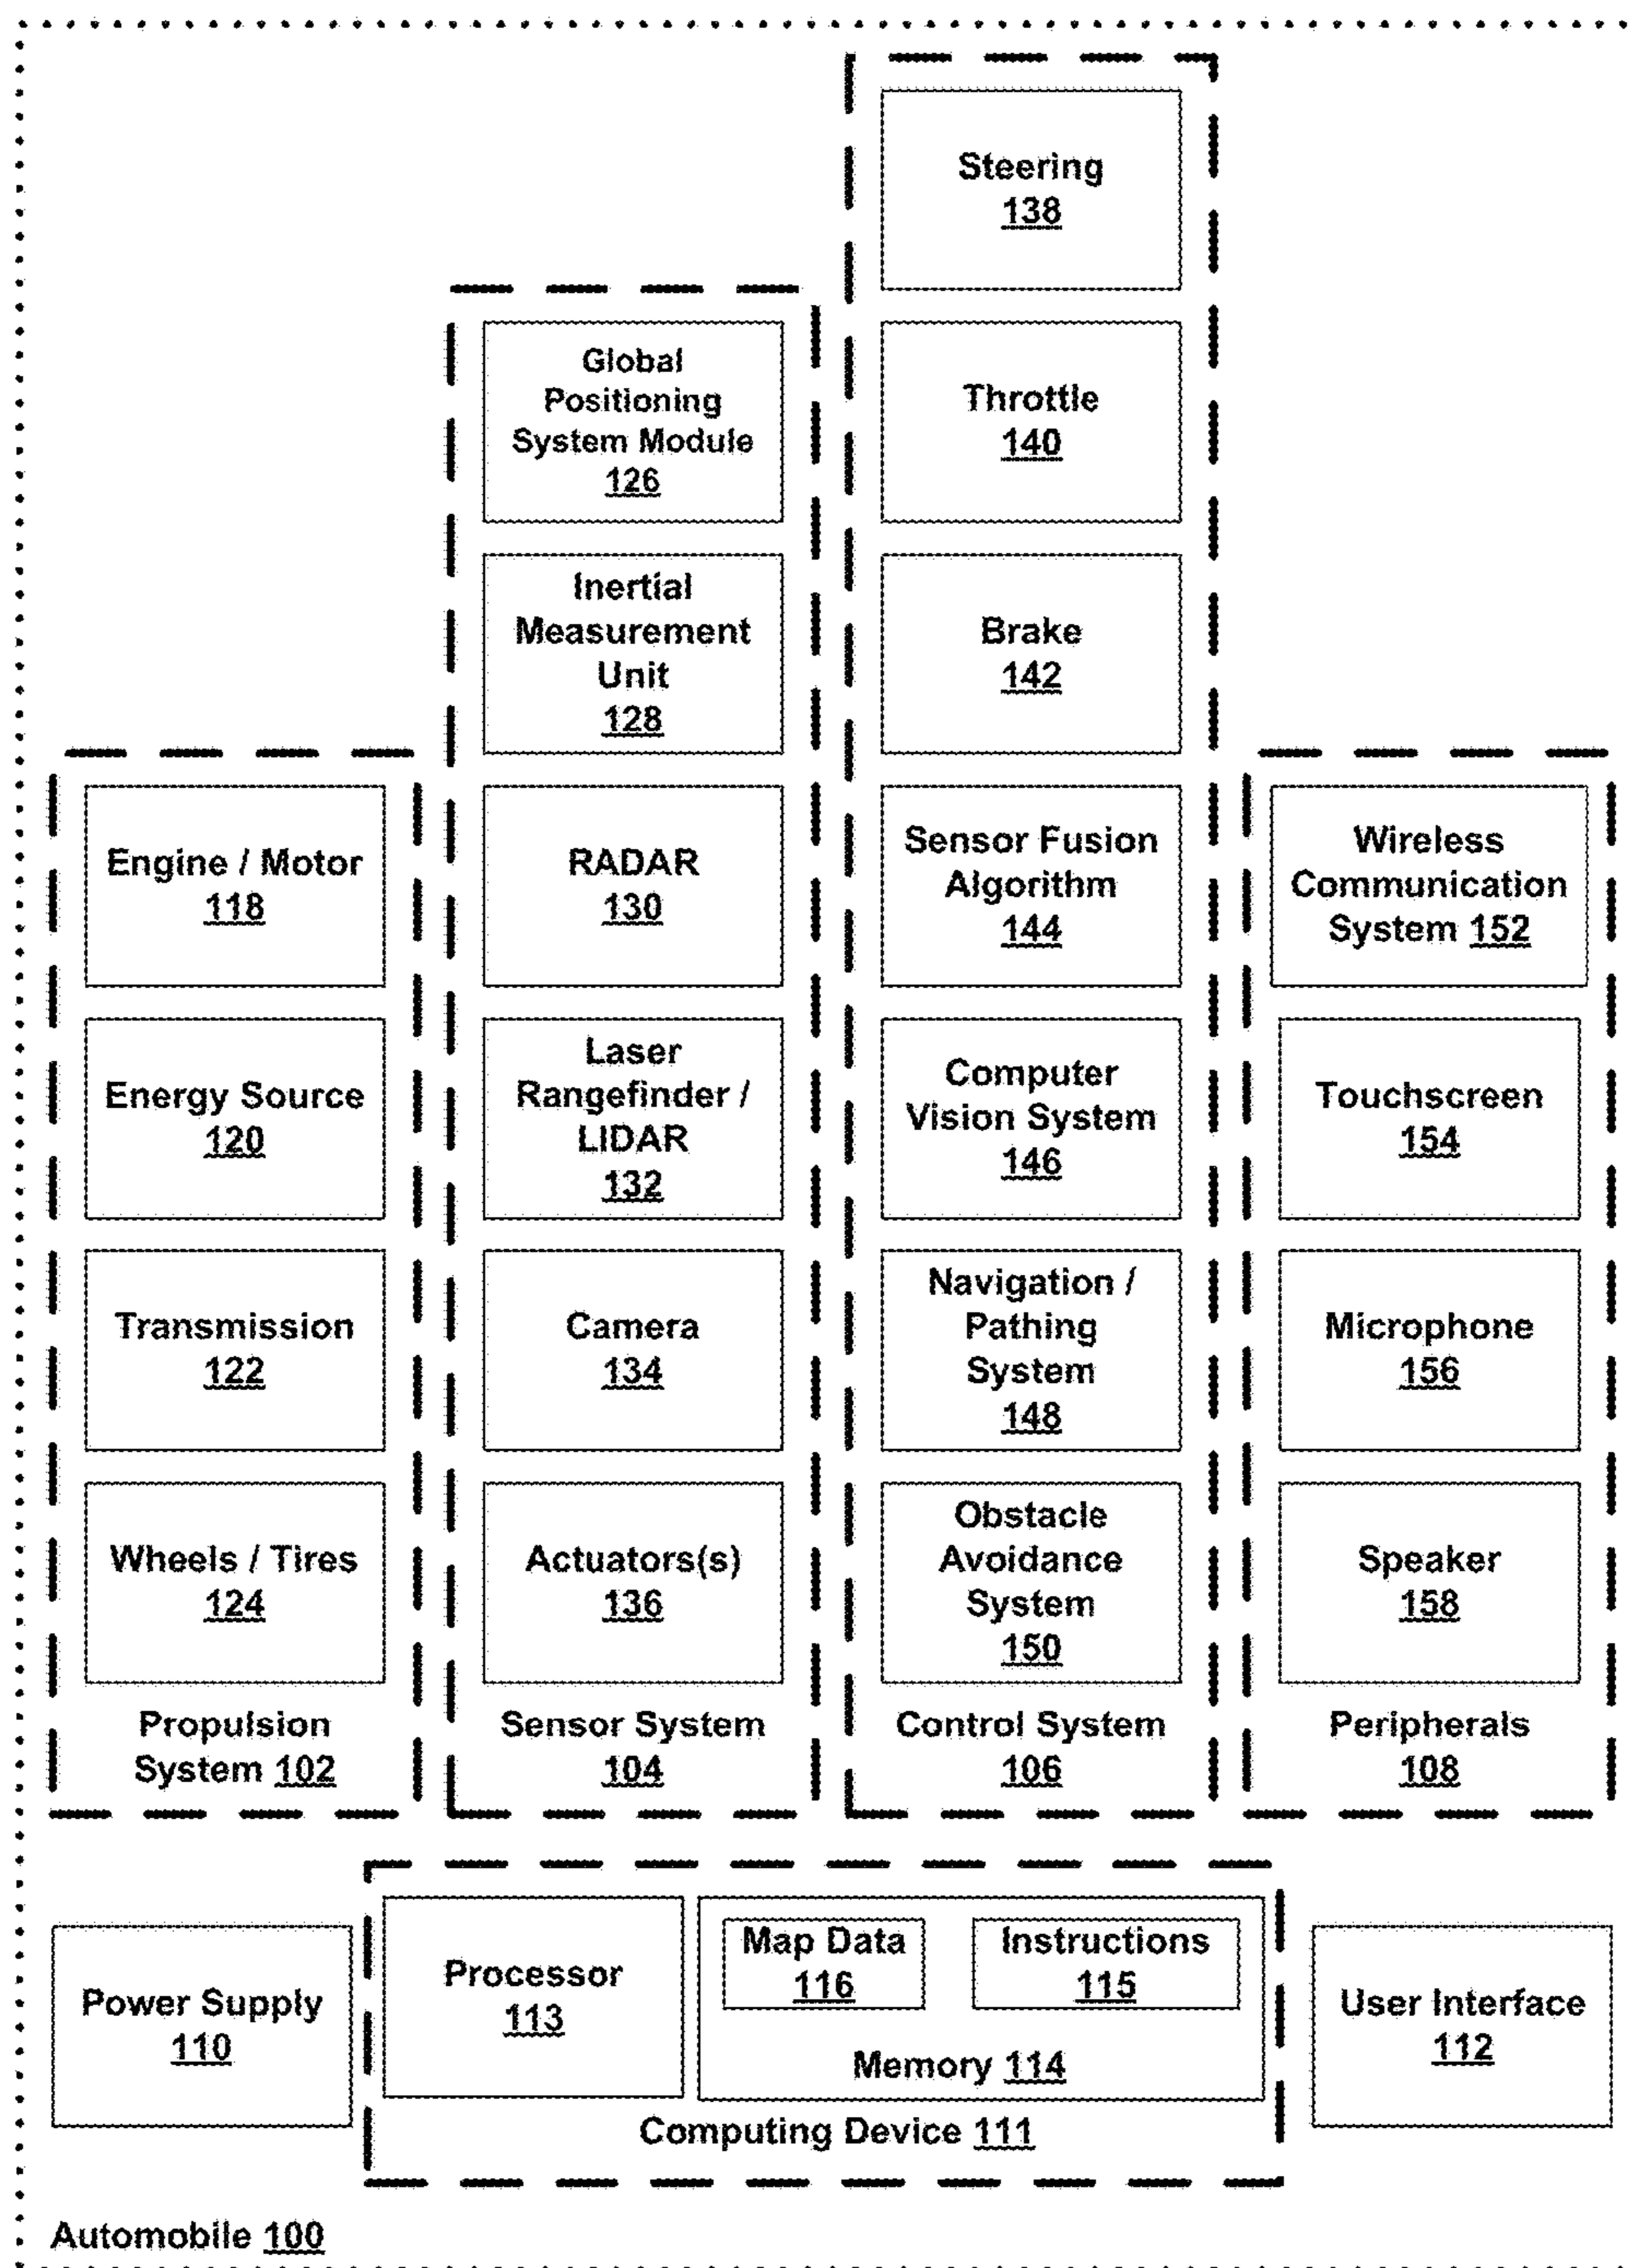 Steering
138
Global
Positioning
System Module
126
Throttle
140
Inertial
Measurement
Unit
128
Brake
142
Engine / Motor
118
RADAR
130
Sensor Fusion
Algorithm
144
Wireless
Communication
System 152
Energy Source
120
Laser
Rangefinder /
LIDAR
132
Computer
Vision System
146
Touchscreen
154
Transmission
122
Camera
134
Navigation /
Pathing
System
148
Microphone
156
Wheels / Tires
124
Actuators(s)
136
Obstacle
Avoidance
System
150
Speaker
158
Propulsion
System 102
Sensor System
104
Control System
106
Peripherals
108
Power Supply
110
Processor
113
Map Data
116
Instructions
115
Memory 114
Computing Device 111
User Interface
112
Automobile 100